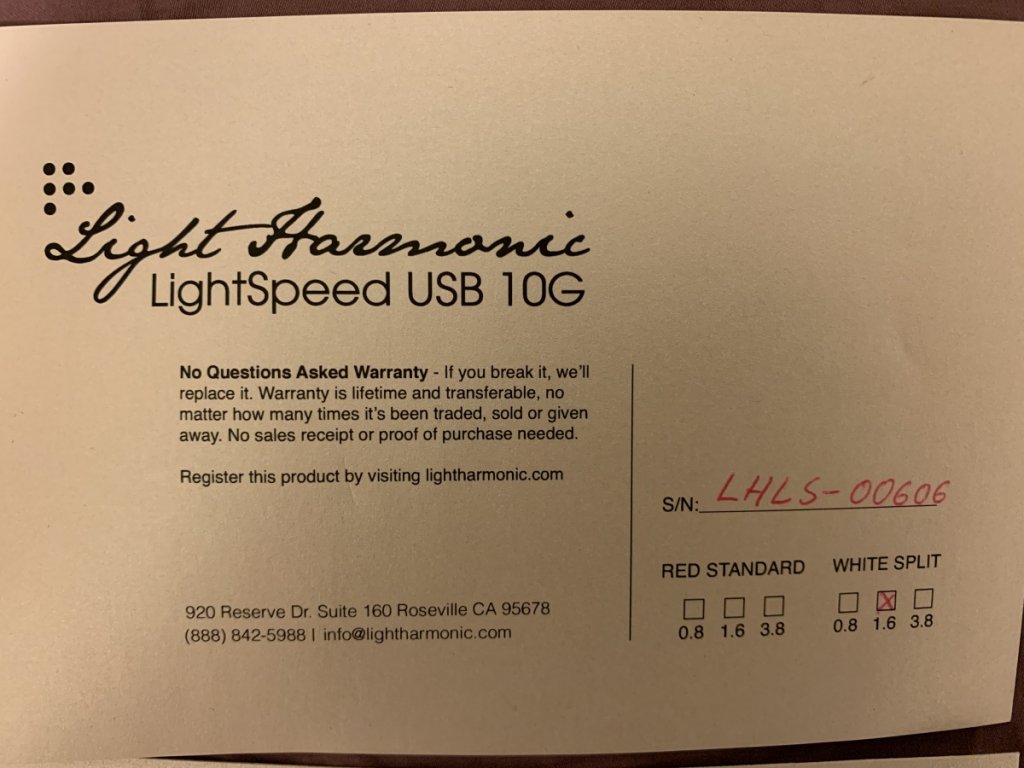 Light Harmonic
LightSpeed USB 10G
No Questions Asked Warranty - If you break it, we'll
replace it. Warranty is lifetime and transferable, no
matter how many times it's been traded, sold or given
away. No sales receipt or proof of purchase needed.
Register this product by visiting lightharmonic.com
S/N: LHLS-00606
RED STANDARD WHITE SPLIT
0.8 1.6 3.8 0.8 1.6 3.8
920 Reserve Dr. Suite 160 Roseville CA 95678
(888) 842-5988 | info@lightharmonic.com